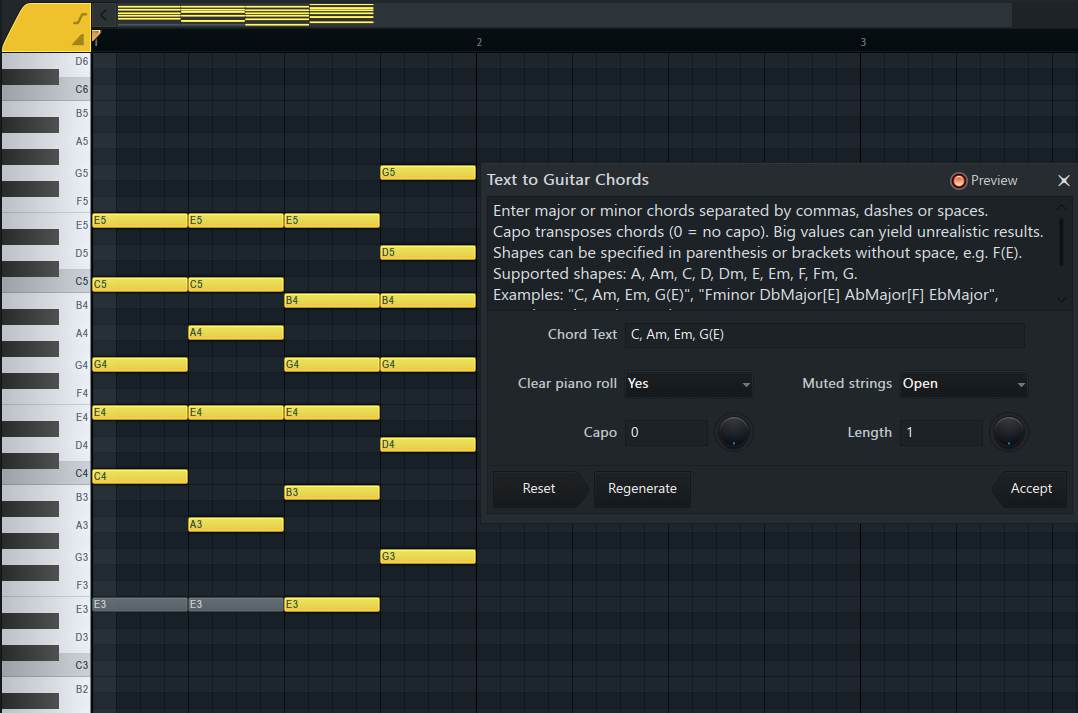 1 2 3
D6
C6
B5
A5
G5 G5
F5
E5 E5 E5 E5
D5 D5
C5 C5 C5
B4 B4 B4
A4 A4
G4 G4 G4 G4
F4
E4 E4 E4 E4
D4 D4
C4 C4
B3 B3
A3 A3
G3 G3
F3
E3 E3 E3 E3
D3
C3
B2
Text to Guitar Chords
Preview
Enter major or minor chords separated by commas, dashes or spaces.
Capo transposes chords (0 = no capo). Big values can yield unrealistic results.
Shapes can be specified in parenthesis or brackets without space, e.g. F(E).
Supported shapes: A, Am, C, D, Dm, E, Em, F, Fm, G.
Examples: "C, Am, Em, G(E)", "Fminor DbMajor[E] AbMajor[F] EbMajor",
Chord Text C, Am, Em, G(E)
Clear piano roll Yes Muted strings Open
Capo 0 Length 1
Reset Regenerate Accept